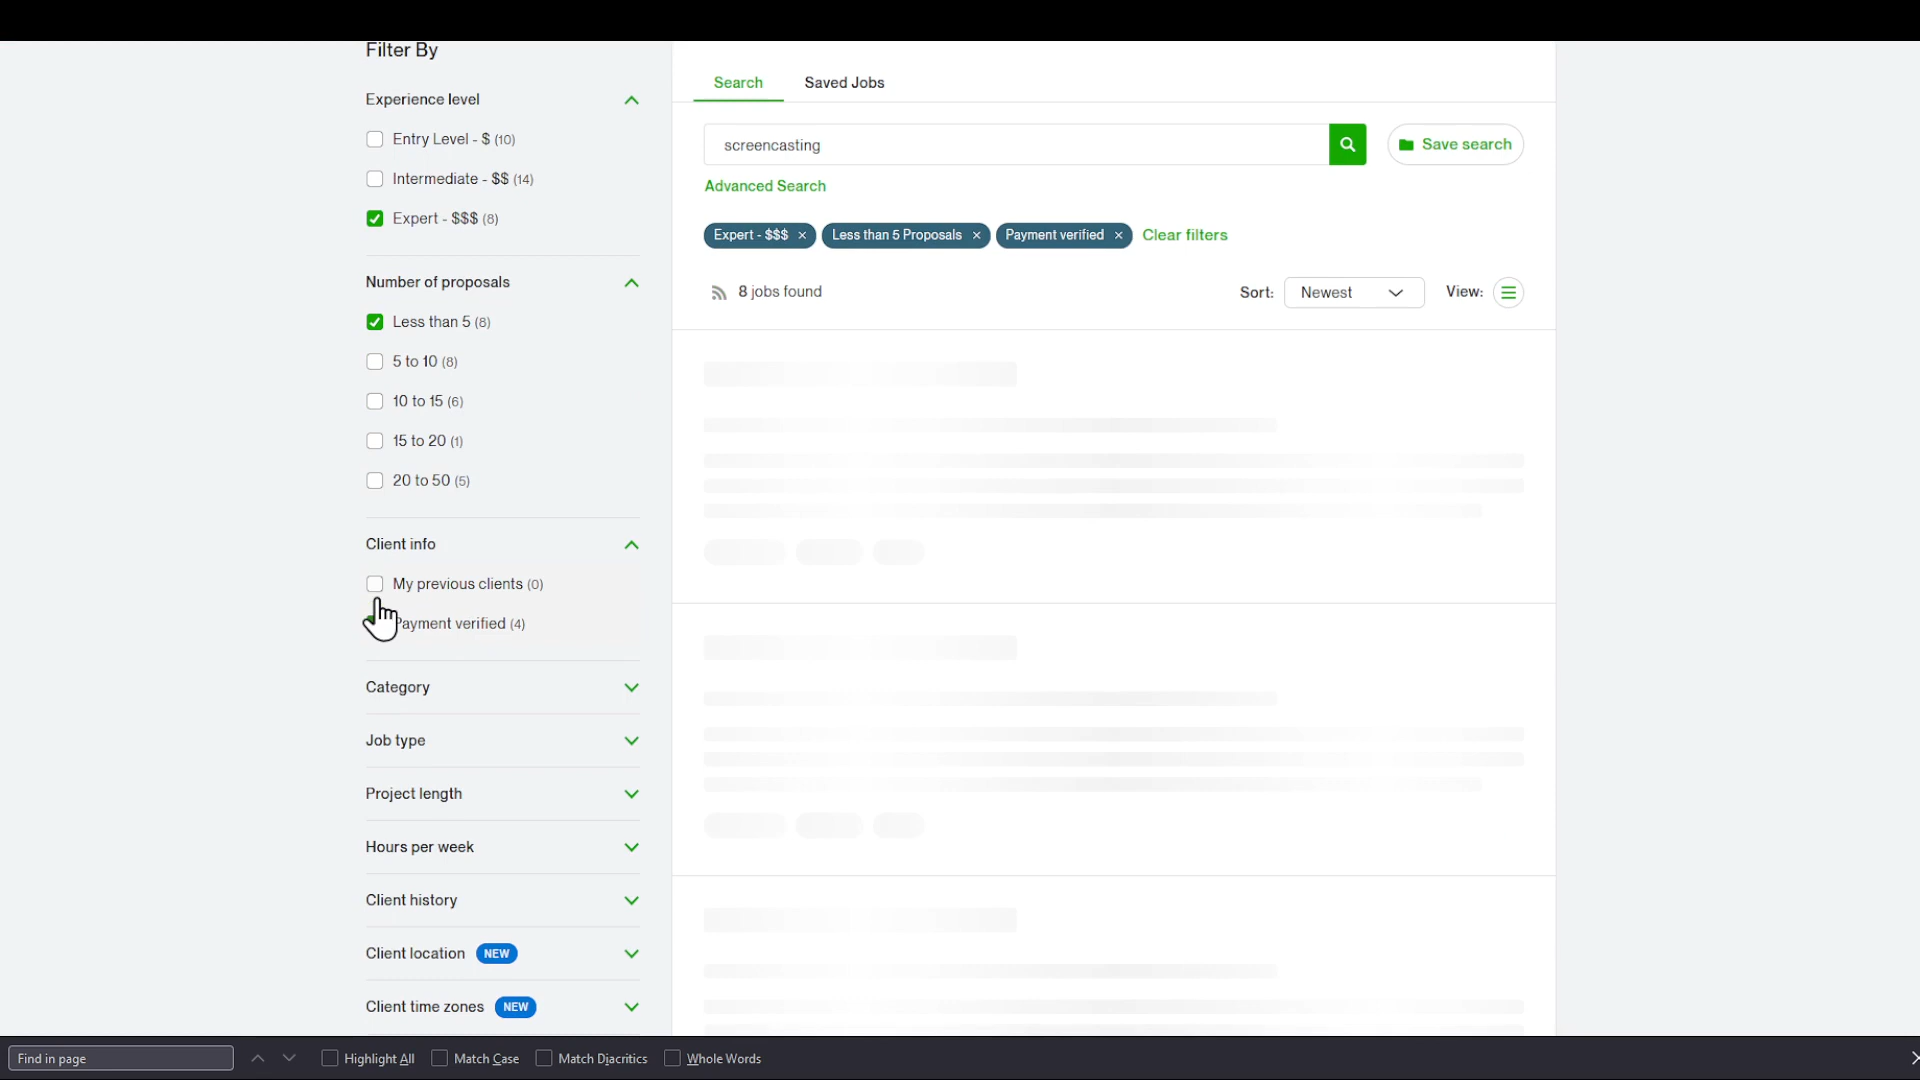 Filter By
Experience level
Entry Level - $ (10)
Intermediate - $$ (14)
Expert - $$$ (8)
Number of proposals
Less than 5 (8)
5 to 10 (8)
10 to 15 (6)
15 to 20 (1)
20 to 50 (5)
Client info
My previous clients (0)
Payment verified (4)
Category
Job type
Project length
Hours per week
Client history
Client location NEW
Client time zones NEW
Search Saved Jobs
screencasting
Save search
Advanced Search
Expert - $$$ × Less than 5 Proposals × Payment verified × Clear filters
8 jobs found
Sort: Newest View:
Find in page Highlight All Match Case Match Diacritics Whole Words